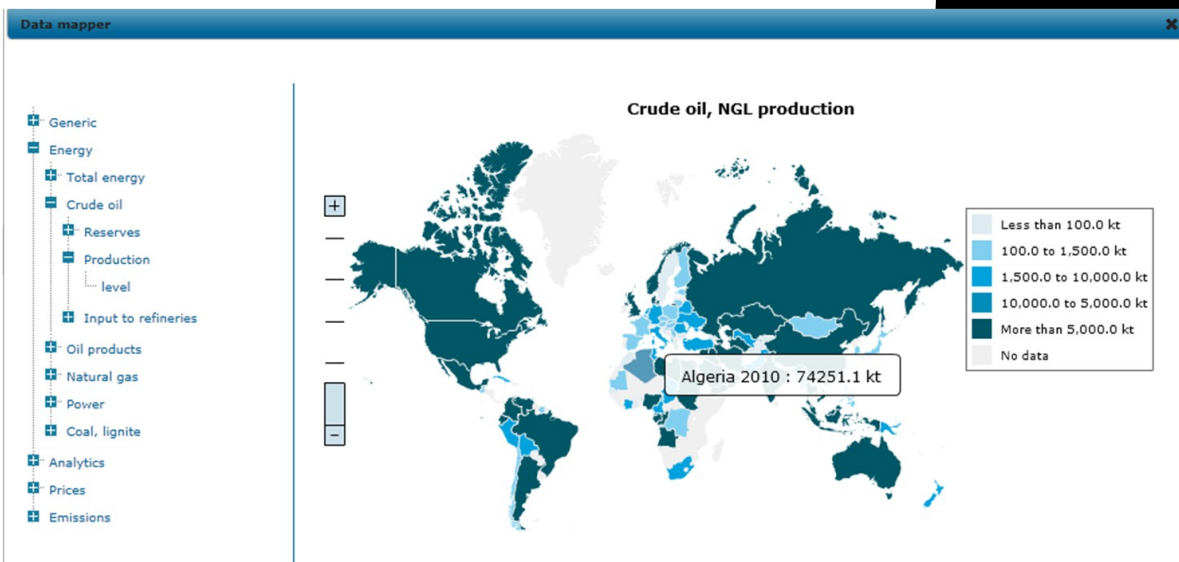 Data mapper
Generic
Energy
Total energy
Crude oil
Reserves
Production
level
Input to refineries
Oil products
Natural gas
Power
Coal, lignite
Analytics
Prices
Emissions
Crude oil, NGL production
Algeria 2010 : 74251.1 kt
Less than 100.0 kt
100.0 to 1,500.0 kt
1,500.0 to 10,000.0 kt
10,000.0 to 5,000.0 kt
More than 5,000.0 kt
No data